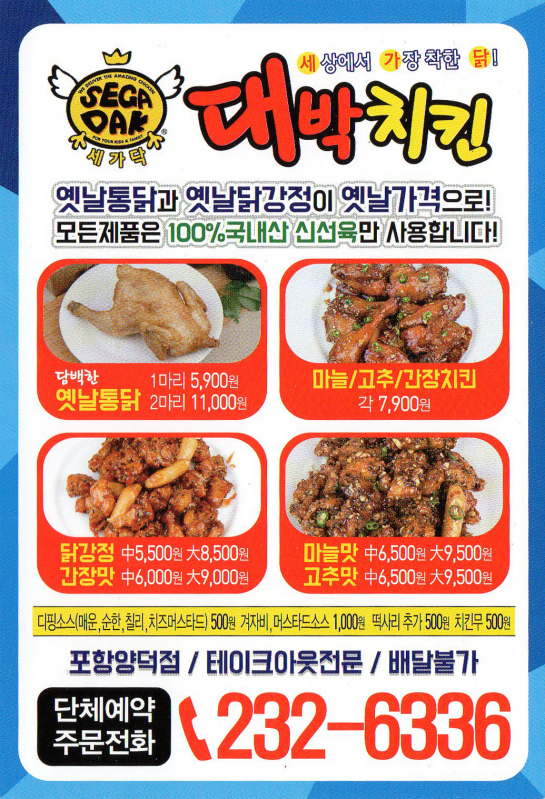 세상에서 가장 착한 닭!
WE DELIVER THE AMAZING CHICKEN
SEGA
DAK
FOR YOUR KIDS & FAMILY
®
세가닥
대박치킨
옛날통닭과 옛날닭강정이 옛날가격으로!
모든제품은 100%국내산 신선육만 사용합니다!
담백한
옛날통닭
1마리 5,900원
2마리 11,000원
마늘/고추/간장치킨
각 7,900원
닭강정 中5,500원 大8,500원
간장맛 中6,000원 大9,000원
마늘맛 中6,500원 大9,500원
고추맛 中6,500원 大9,500원
디핑소스(매운,순한,칠리,치즈머스타드) 500원 겨자비,머스타드소스 1,000원 떡사리 추가 500원 치킨무 500원
포항양덕점 / 테이크아웃전문 / 배달불가
단체예약
주문전화
232-6336